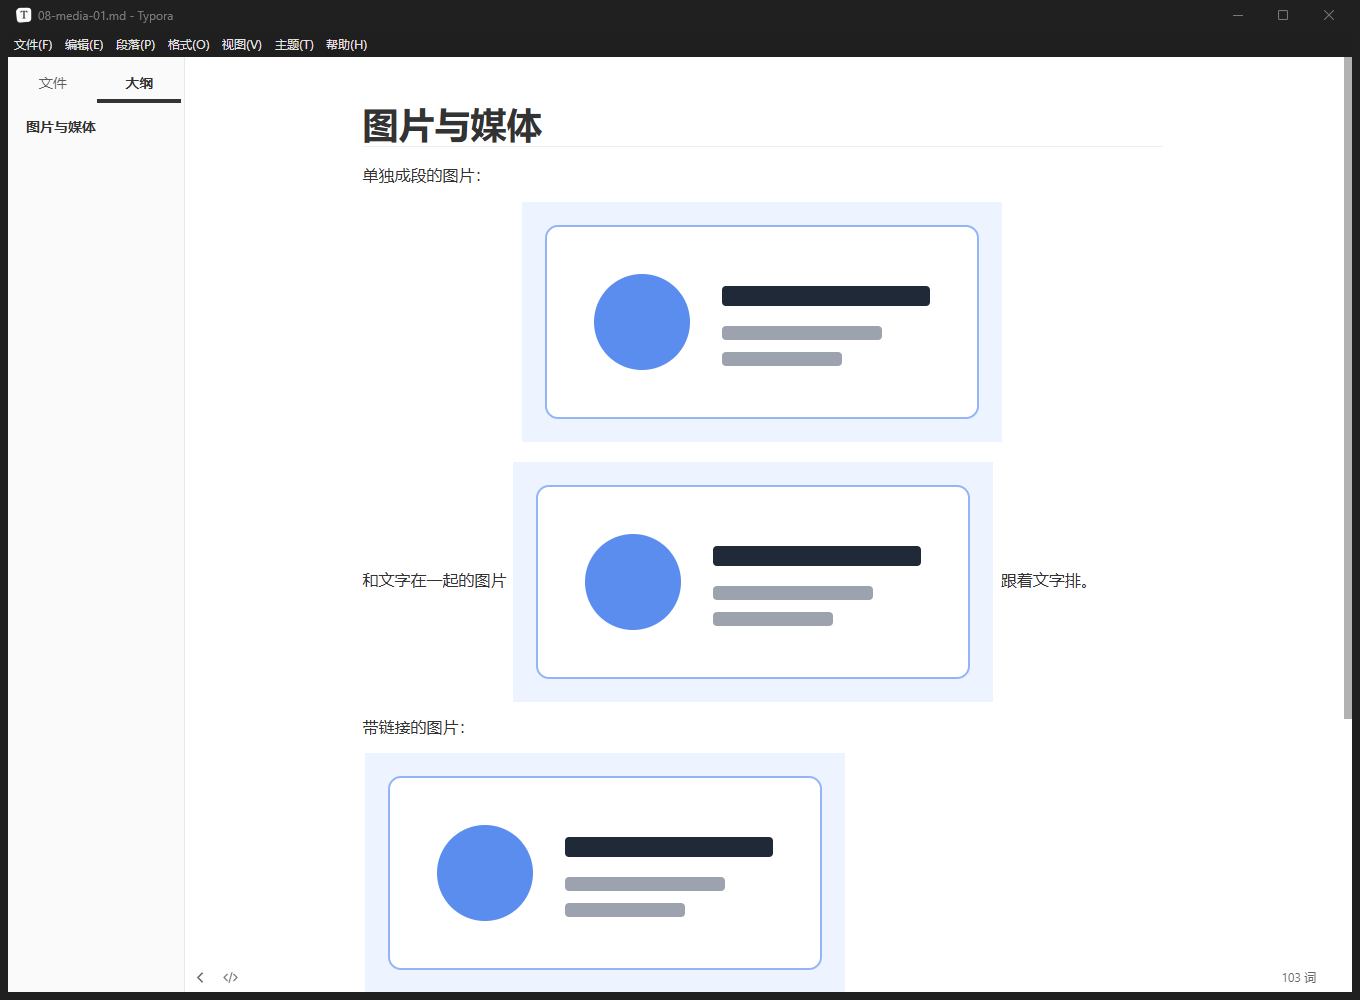 T 08-media-01.md - Typora
文件(F) 编辑(E) 段落(P) 格式(O) 视图(V) 主题(T) 帮助(H)
文件 大纲
图片与媒体
图片与媒体
单独成段的图片：
和文字在一起的图片 跟着文字排。
带链接的图片：
</> 103 词